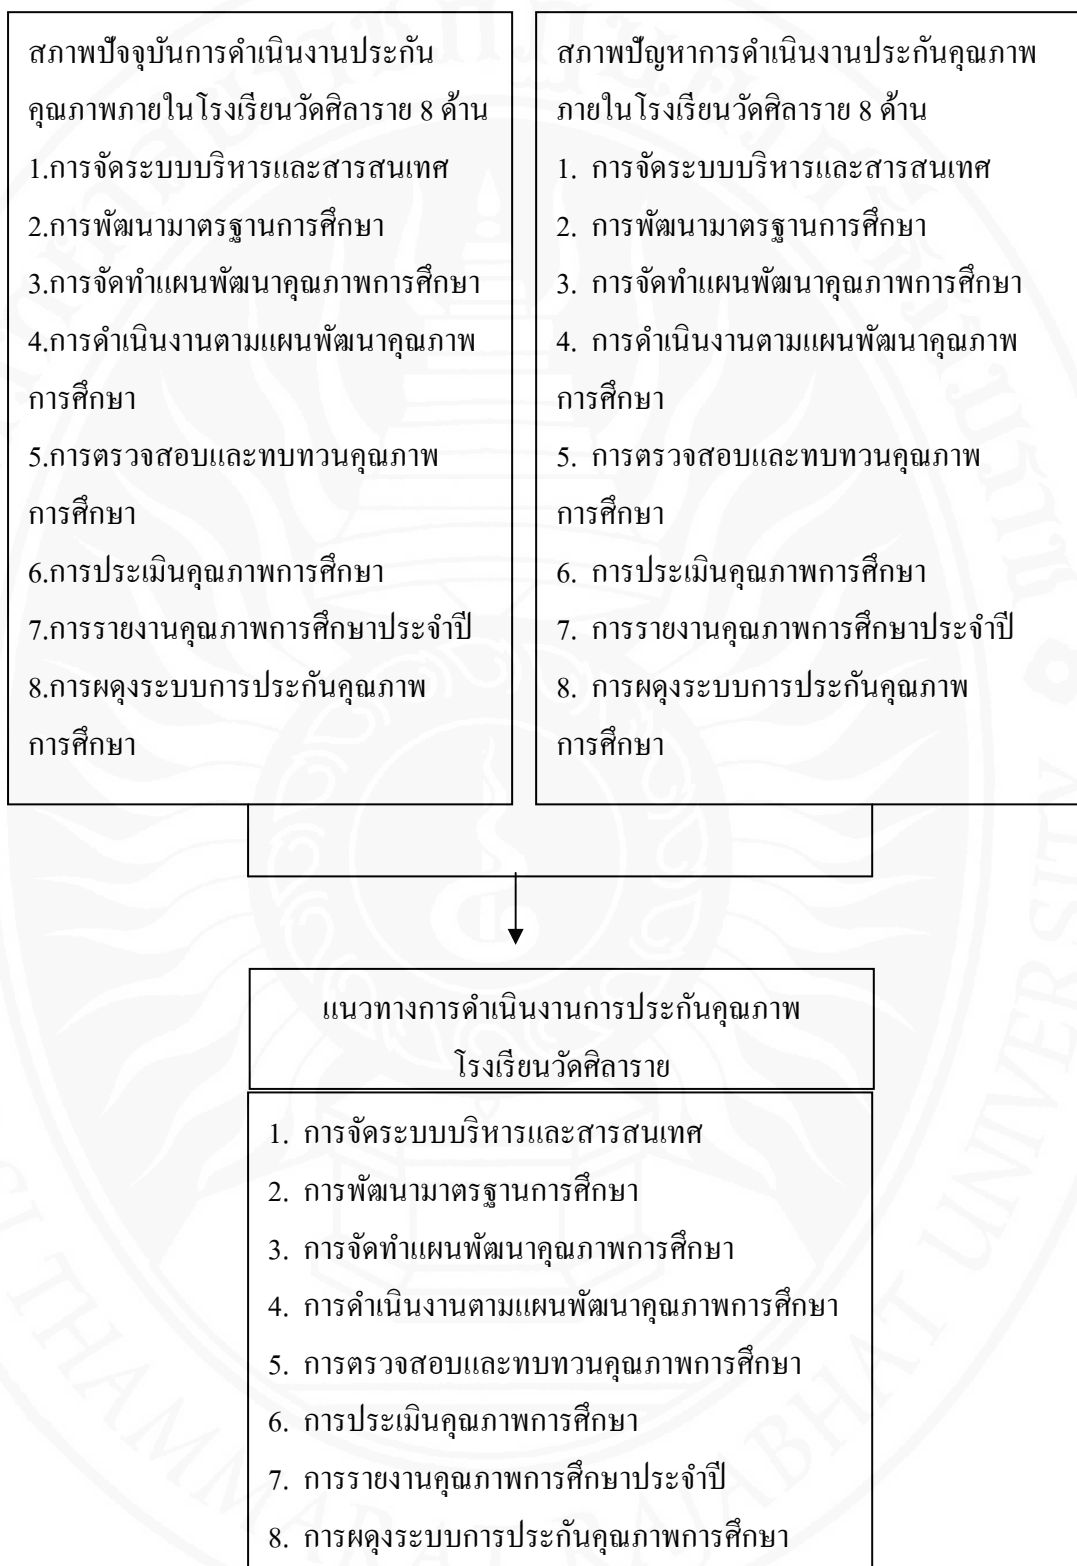 สภาพปัจจุบันการดำเนินงานประกัน
คุณภาพภายในโรงเรียนวัดศิลาราย 8 ด้าน
1.การจัดระบบบริหารและสารสนเทศ
2.การพัฒนามาตรฐานการศึกษา
3.การจัดทำแผนพัฒนาคุณภาพการศึกษา
4.การดำเนินงานตามแผนพัฒนาคุณภาพ
การศึกษา
5.การตรวจสอบและทบทวนคุณภาพ
การศึกษา
6.การประเมินคุณภาพการศึกษา
7.การรายงานคุณภาพการศึกษาประจำปี
8.การผดุงระบบการประกันคุณภาพ
การศึกษา
สภาพปัญหาการดำเนินงานประกันคุณภาพ
ภายในโรงเรียนวัดศิลาราย 8 ด้าน
1. การจัดระบบบริหารและสารสนเทศ
2. การพัฒนามาตรฐานการศึกษา
3. การจัดทำแผนพัฒนาคุณภาพการศึกษา
4. การดำเนินงานตามแผนพัฒนาคุณภาพ
การศึกษา
5. การตรวจสอบและทบทวนคุณภาพ
การศึกษา
6. การประเมินคุณภาพการศึกษา
7. การรายงานคุณภาพการศึกษาประจำปี
8. การผดุงระบบการประกันคุณภาพ
การศึกษา
แนวทางการดำเนินงานการประกันคุณภาพ
โรงเรียนวัดศิลาราย
1. การจัดระบบบริหารและสารสนเทศ
2. การพัฒนามาตรฐานการศึกษา
3. การจัดทำแผนพัฒนาคุณภาพการศึกษา
4. การดำเนินงานตามแผนพัฒนาคุณภาพการศึกษา
5. การตรวจสอบและทบทวนคุณภาพการศึกษา
6. การประเมินคุณภาพการศึกษา
7. การรายงานคุณภาพการศึกษาประจำปี
8. การผดุงระบบการประกันคุณภาพการศึกษา
THAMMARAT RAJABHAT UNIVERSITY